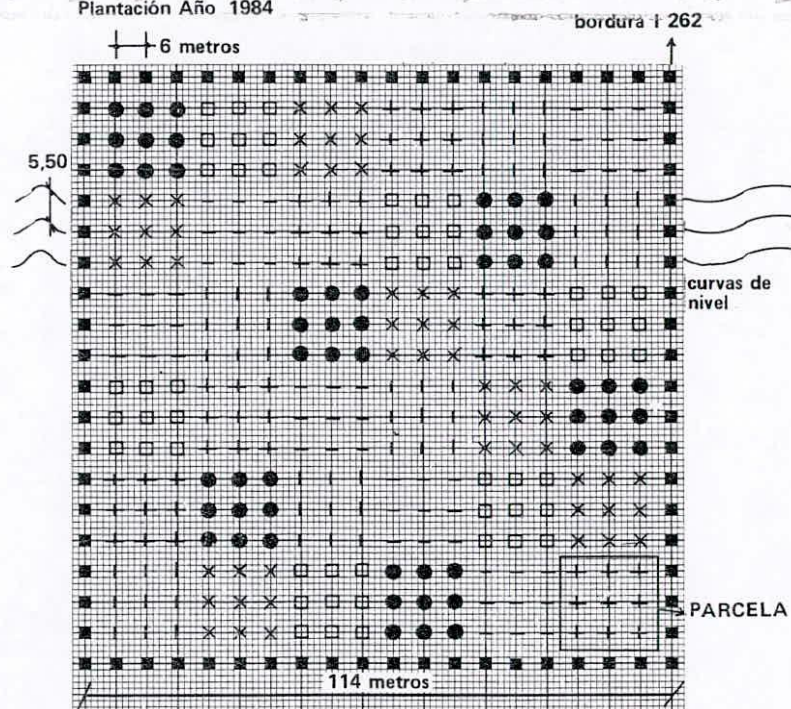 Plantación Año 1984
bordura I 262
6 metros
5,50
curvas de
nivel
PARCELA
114 metros